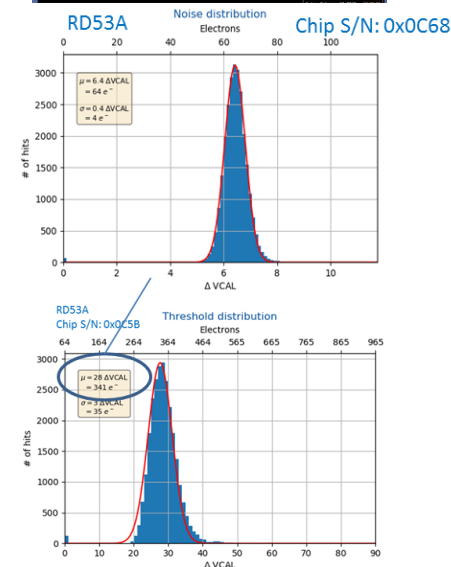 RD53A
Noise distribution
Chip S/N: 0x0C68
Electrons
0 20 40 60 80 100
μ = 6.4 ΔVCAL
= 64 e⁻
σ = 0.4 ΔVCAL
= 4 e⁻
# of hits
3000
2500
2000
1500
1000
500
0
0 2 4 6 8 10
Δ VCAL
RD53A
Chip S/N: 0x0C5B
Threshold distribution
Electrons
64 164 264 364 464 565 665 765 865 965
μ = 28 ΔVCAL
= 341 e⁻
σ = 3 ΔVCAL
= 35 e⁻
# of hits
3000
2500
2000
1500
1000
500
0
0 10 20 30 40 50 60 70 80 90
Δ VCAL